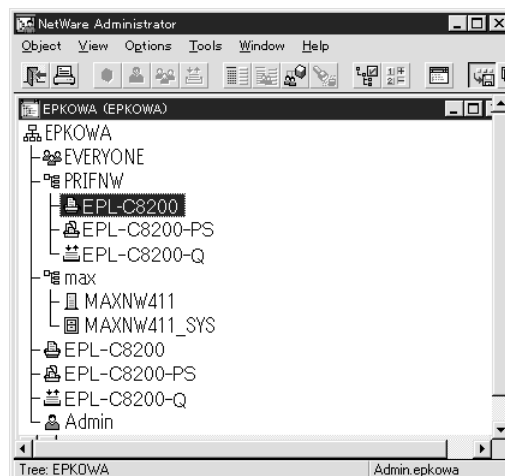 NetWare Administrator
Object View Options Tools Window Help
EPKOWA (EPKOWA)
EPKOWA
EVERYONE
PRIFNW
EPL-C8200
EPL-C8200-PS
EPL-C8200-Q
max
MAXNW411
MAXNW411_SYS
EPL-C8200
EPL-C8200-PS
EPL-C8200-Q
Admin
Tree: EPKOWA Admin.epkowa